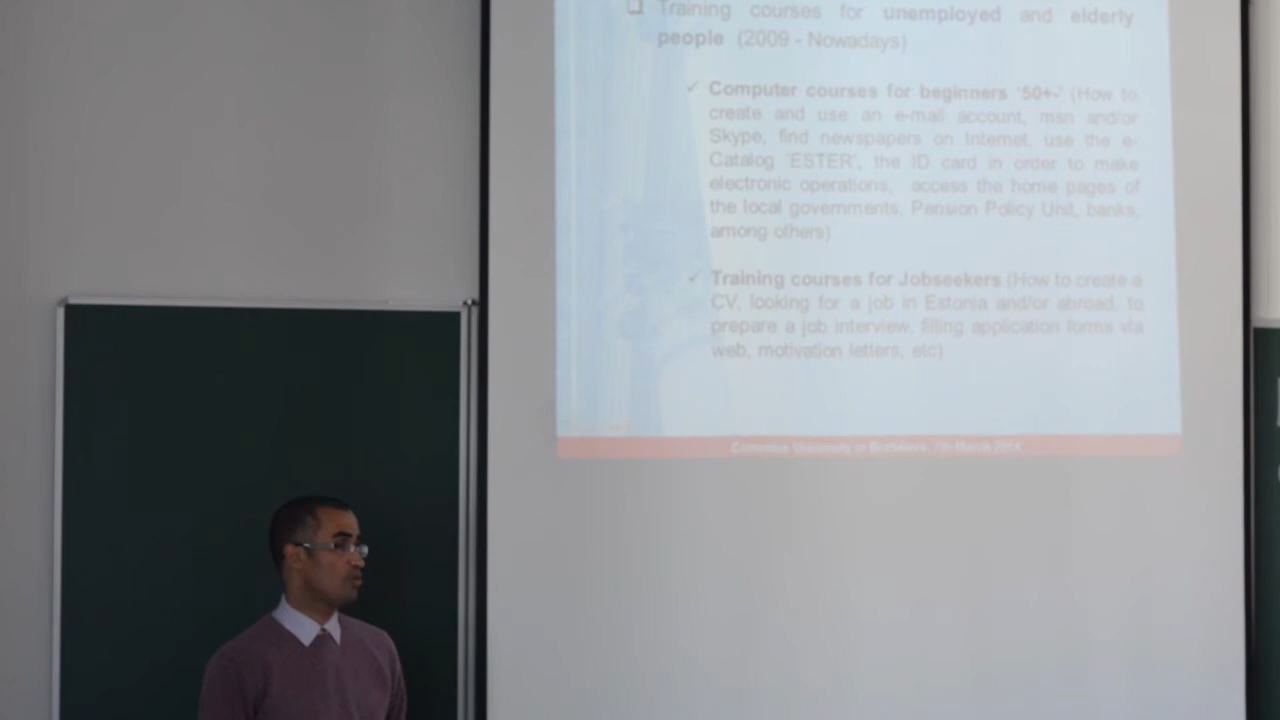 Training courses for unemployed and elderly
people (2009 - Nowadays)
✓ Computer courses for beginners '50+-' (How to
create and use an e-mail account, msn and/or
Skype, find newspapers on Internet, use the e-
Catalog 'ESTER', the ID card in order to make
electronic operations, access the home pages of
the local governments, Pension Policy Unit, banks,
among others)
✓ Training courses for Jobseekers (How to create a
CV, looking for a job in Estonia and/or abroad, to
prepare a job interview, filling application forms via
web, motivation letters, etc)
Comenius University in Bratislava, March 2014